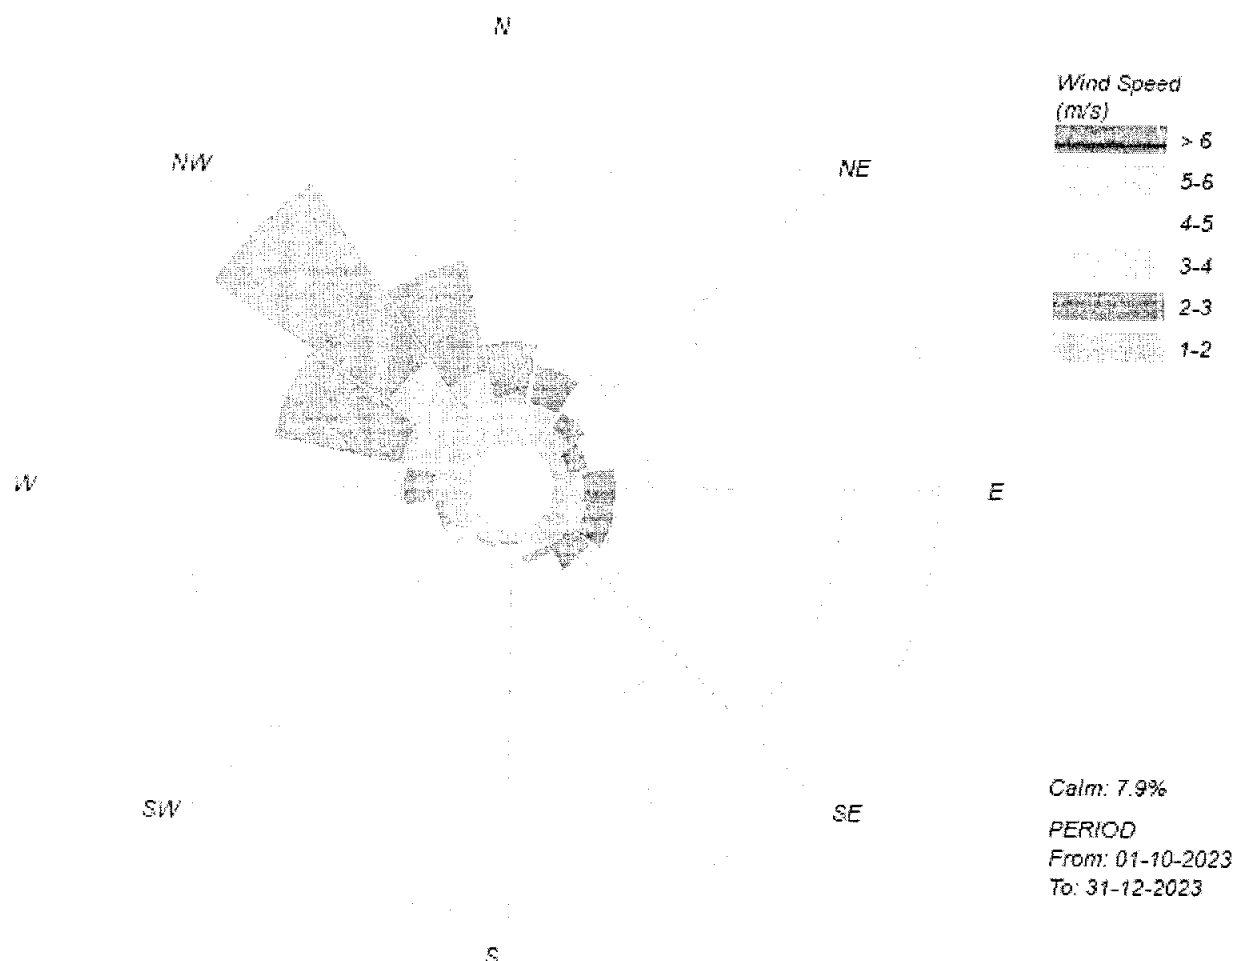 N
Wind Speed
(m/s)
> 6
5-6
4-5
3-4
2-3
1-2
NW
NE
W
E
SW
SE
S
Calm: 7.9%
PERIOD
From: 01-10-2023
To: 31-12-2023